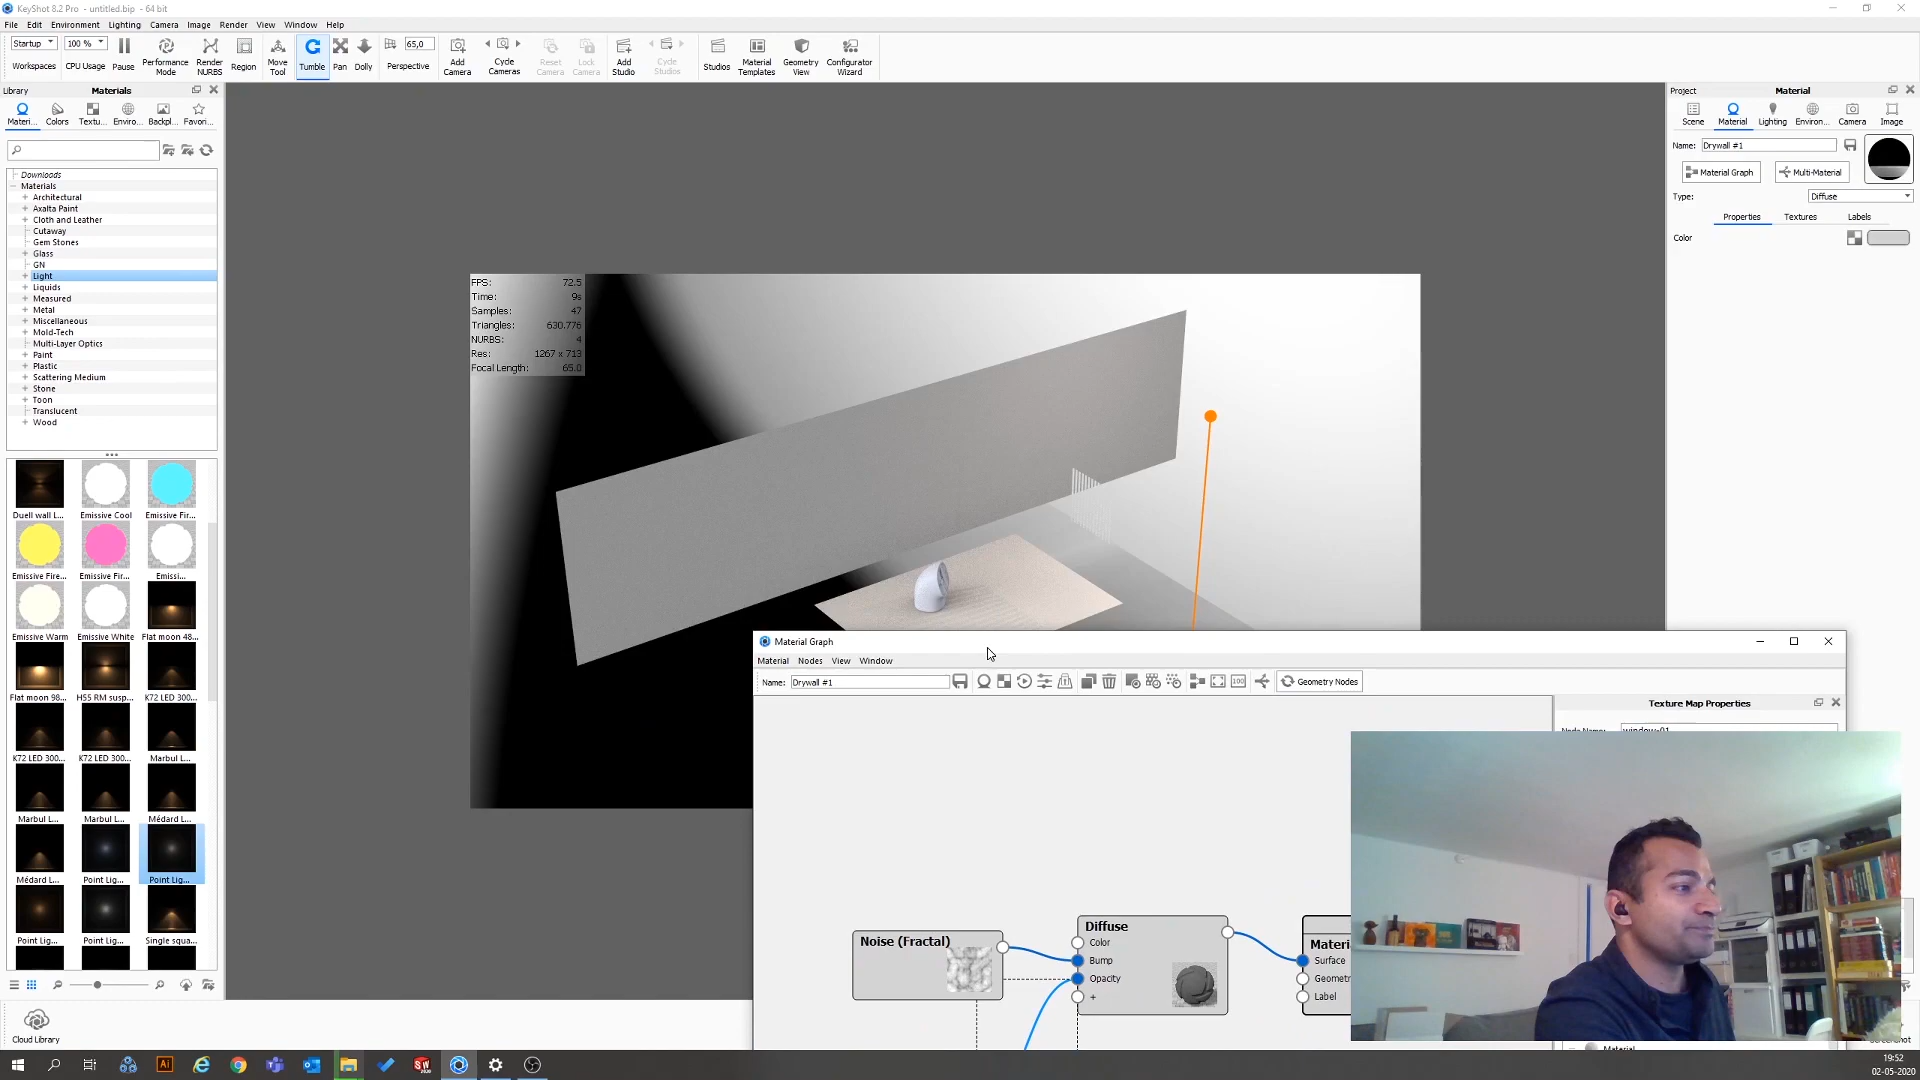 KeyShot 8.2 Pro - untitled.bip - 64 bit
File Edit Environment Lighting Camera Image Render View Window Help
Startup 100 % 65,0
Workspaces CPU Usage Pause Performance Mode Render NURBS Region Move Tool Tumble Pan Dolly Perspective Add Camera Cycle Cameras Reset Camera Lock Camera Add Studio Cycle Studios Studios Material Templates Geometry View Configurator Wizard
Library Materials
Materi... Colors Textu... Enviro... Backpl... Favori...
Downloads
Materials
Architectural
Axalta Paint
Cloth and Leather
Cutaway
Gem Stones
Glass
GN
Light
Liquids
Measured
Metal
Miscellaneous
Mold-Tech
Multi-Layer Optics
Paint
Plastic
Scattering Medium
Stone
Toon
Translucent
Wood
Duell wall L... Emissive Cool Emissive Fir...
Emissive Fire... Emissive Fir... Emissi...
Emissive Warm Emissive White Flat moon 48...
Flat moon 98... H55 RM susp... K72 LED 300...
K72 LED 300... K72 LED 300... Marbul L...
Marbul L... Marbul L... Médard L...
Médard L... Point Lig... Point Lig...
Point Lig... Point Lig... Single squa...
Cloud Library
FPS: 72.5
Time: 9s
Samples: 47
Triangles: 630.776
NURBS: 4
Res: 1267 x 713
Focal Length: 65.0
Project Material
Scene Material Lighting Environ... Camera Image
Name: Drywall #1
Material Graph Multi-Material
Type: Diffuse
Properties Textures Labels
Color
Material Graph
Material Nodes View Window
Name: Drywall #1 100 Geometry Nodes
Texture Map Properties
Node Name: window-01
Noise (Fractal)
Diffuse
Color
Bump
Opacity
+
Materi
Surface
Geometr
Label
19:52
02-05-2020